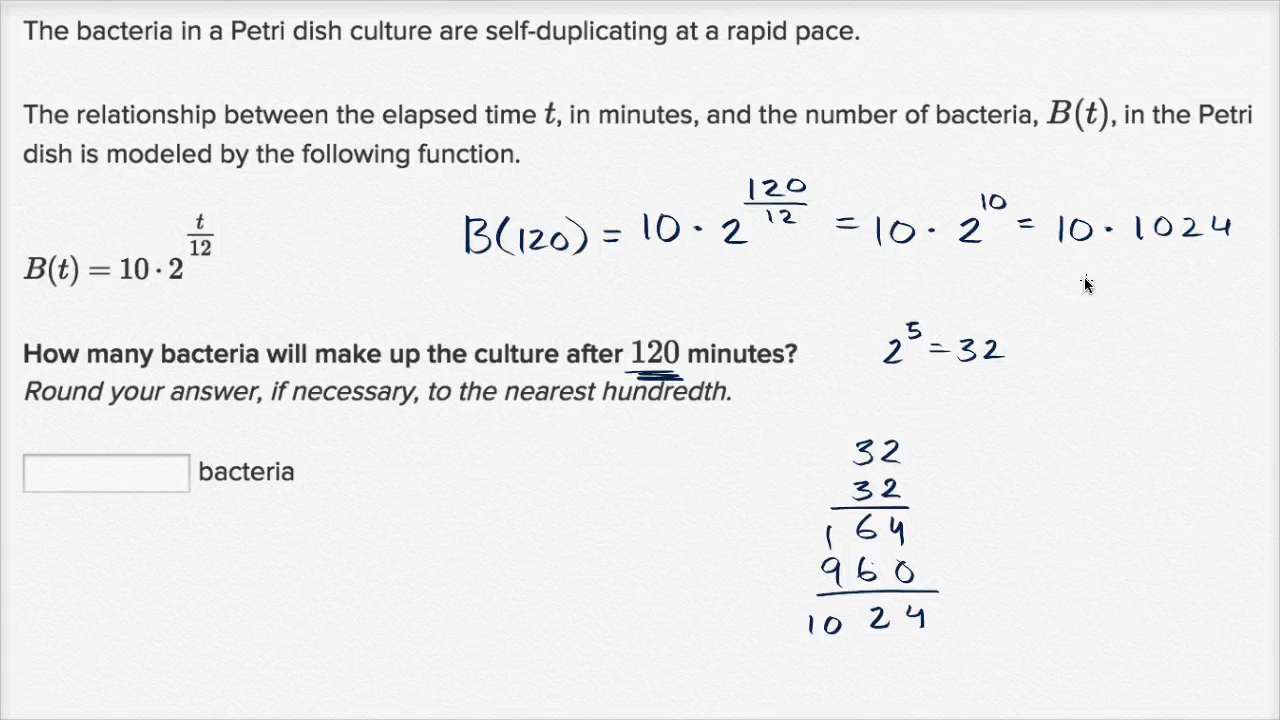 The bacteria in a Petri dish culture are self-duplicating at a rapid pace.
The relationship between the elapsed time t, in minutes, and the number of bacteria, B(t), in the Petri
dish is modeled by the following function.
B(t) = 10 · 2^(t/12)
B(120) = 10 · 2^(120/12) = 10 · 2^10 = 10 · 1024
How many bacteria will make up the culture after 120 minutes?
2^5 = 32
Round your answer, if necessary, to the nearest hundredth.
bacteria
32
32
1 64
960
1024